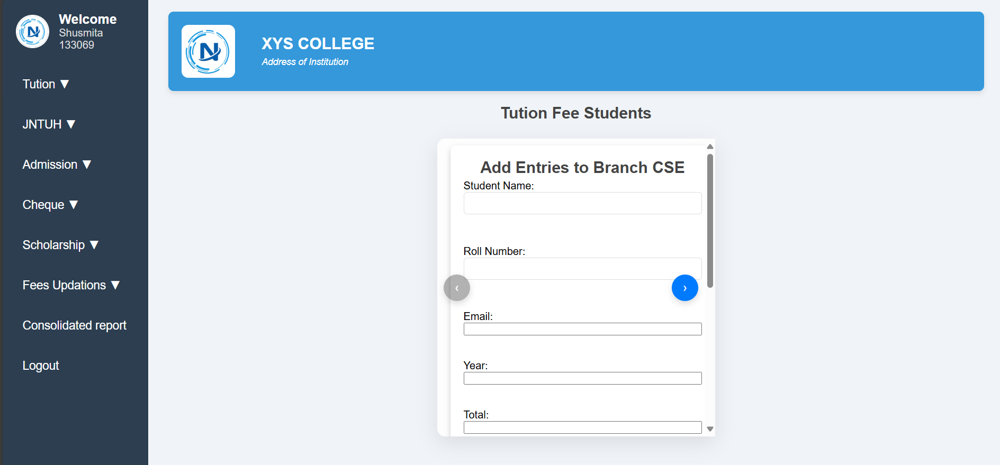 Welcome
Shusmita
133069
Tution ▼
JNTUH ▼
Admission ▼
Cheque ▼
Scholarship ▼
Fees Updations ▼
Consolidated report
Logout
N
XYS COLLEGE
Address of Institution
Tution Fee Students
Add Entries to Branch CSE
Student Name:
Roll Number:
‹ ›
Email:
Year:
Total: